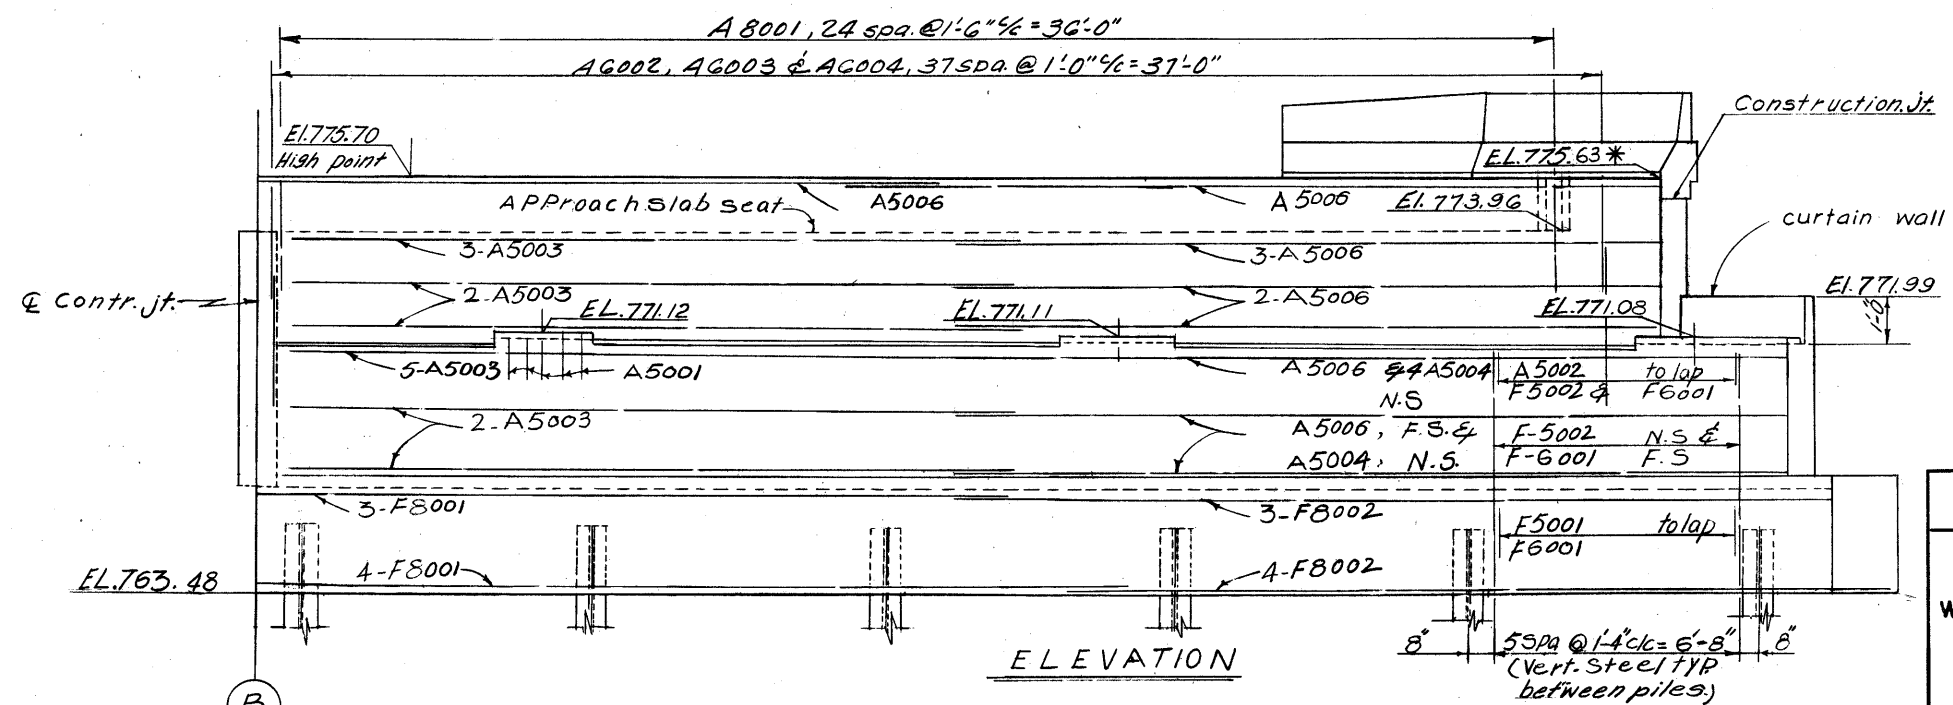 A8001, 24 spa. @ 1'-6" c/c = 36'-0"
A6002, A6003 & A6004, 37 spa. @ 1'-0" c/c = 37'-0"
Construction jt.
El. 775.70
High point
EL. 775.63 *
Approach slab seat
A5006
A5006
El. 773.96
curtain wall
3-A5003
3-A5006
℄ Contr. jt.
2-A5003
EL. 771.12
EL. 771.11
2-A5006
EL. 771.08
El. 771.99
1'-0"
5-A5003
A5001
A5006 & 4 A5004
N.S
A5002 to lap
F5002 & F6001
2-A5003
A5006, F.S. &
A5004, N.S.
F-5002 N.S &
F-6001 F.S
3-F8001
3-F8002
F5001 to lap
F6001
EL. 763.48
4-F8001
4-F8002
ELEVATION
8"
5 Spa @ 1'-4" c/c = 6'-8"
8"
(Vert. Steel typ.
between piles.)
B
W